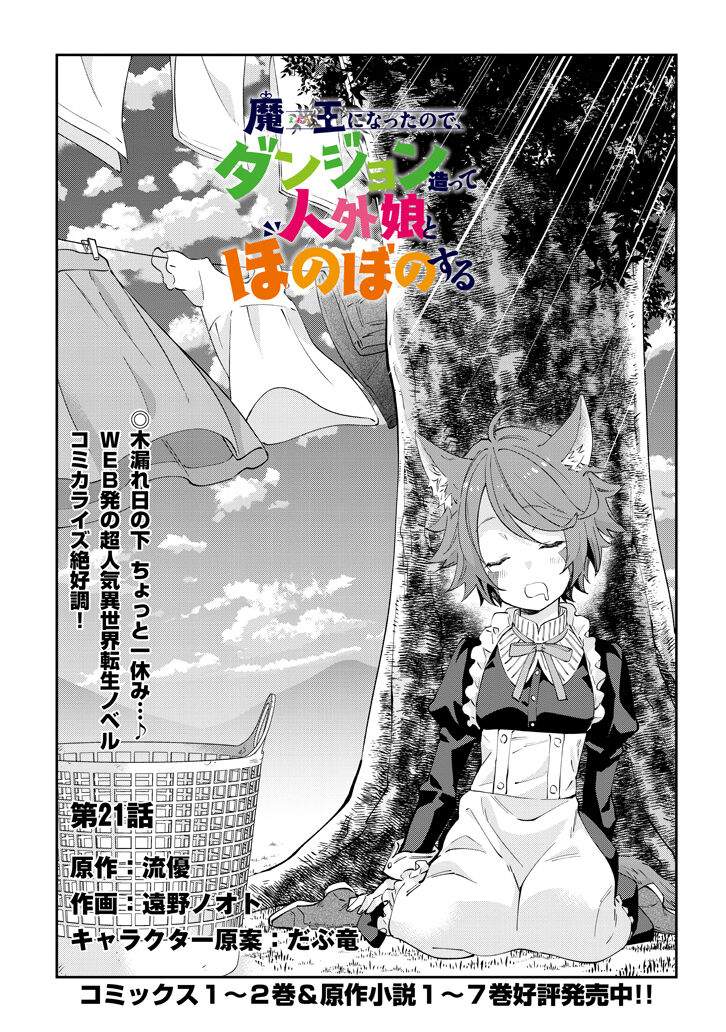 魔王になったので、
ダンジョン造って
人外娘と
ほのぼのする
◎木漏れ日の下 ちょっと一休み…♪
WEB発の超人気異世界転生ノベル
コミカライズ絶好調！
第21話
原作：流優
作画：遠野ノオト
キャラクター原案：だぶ竜
コミックス１～２巻＆原作小説１～７巻好評発売中!!